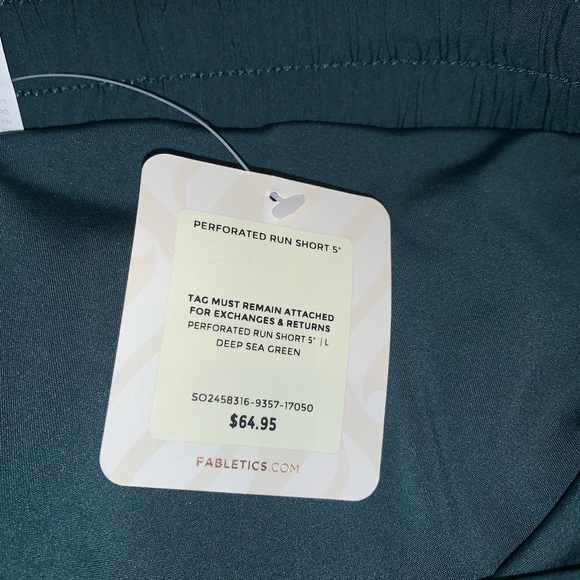 PERFORATED RUN SHORT 5"
TAG MUST REMAIN ATTACHED
FOR EXCHANGES & RETURNS
PERFORATED RUN SHORT 5" | L
DEEP SEA GREEN
SO2458316-9357-17050
$64.95
FABLETICS.COM